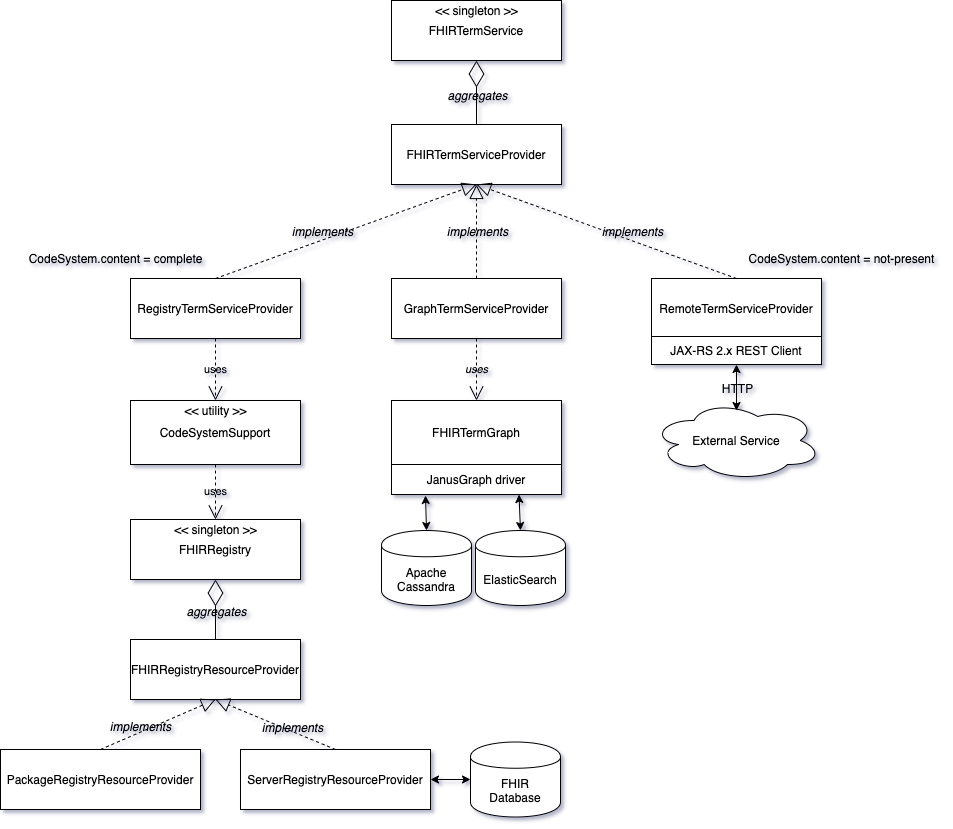 << singleton >>
FHIRTermService
aggregates
FHIRTermServiceProvider
implements
implements
implements
CodeSystem.content = complete
CodeSystem.content = not-present
RegistryTermServiceProvider
GraphTermServiceProvider
RemoteTermServiceProvider
JAX-RS 2.x REST Client
uses
uses
HTTP
<< utility >>
CodeSystemSupport
FHIRTermGraph
External Service
JanusGraph driver
uses
<< singleton >>
FHIRRegistry
Apache
Cassandra
ElasticSearch
aggregates
FHIRRegistryResourceProvider
implements
implements
PackageRegistryResourceProvider
ServerRegistryResourceProvider
FHIR
Database